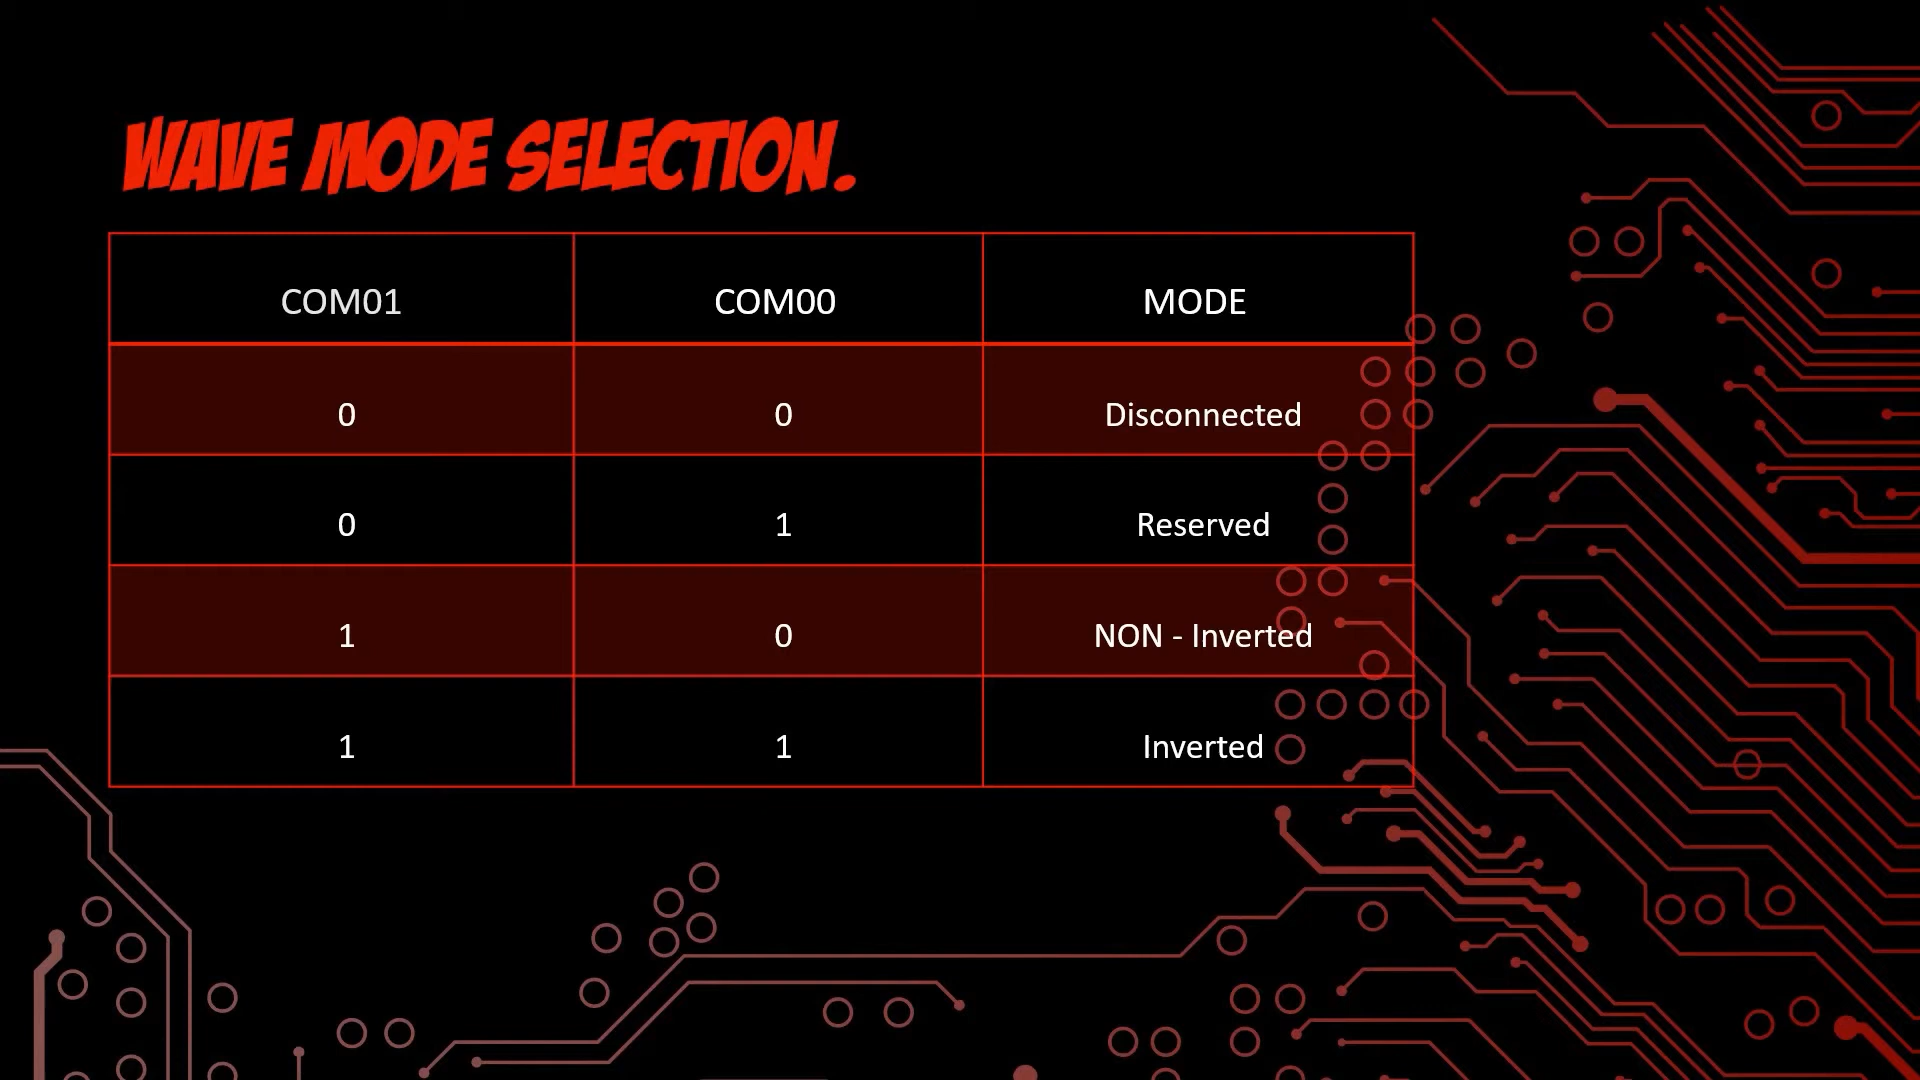 WAVE MODE SELECTION.
COM01 COM00 MODE
0 0 Disconnected
0 1 Reserved
1 0 NON - Inverted
1 1 Inverted